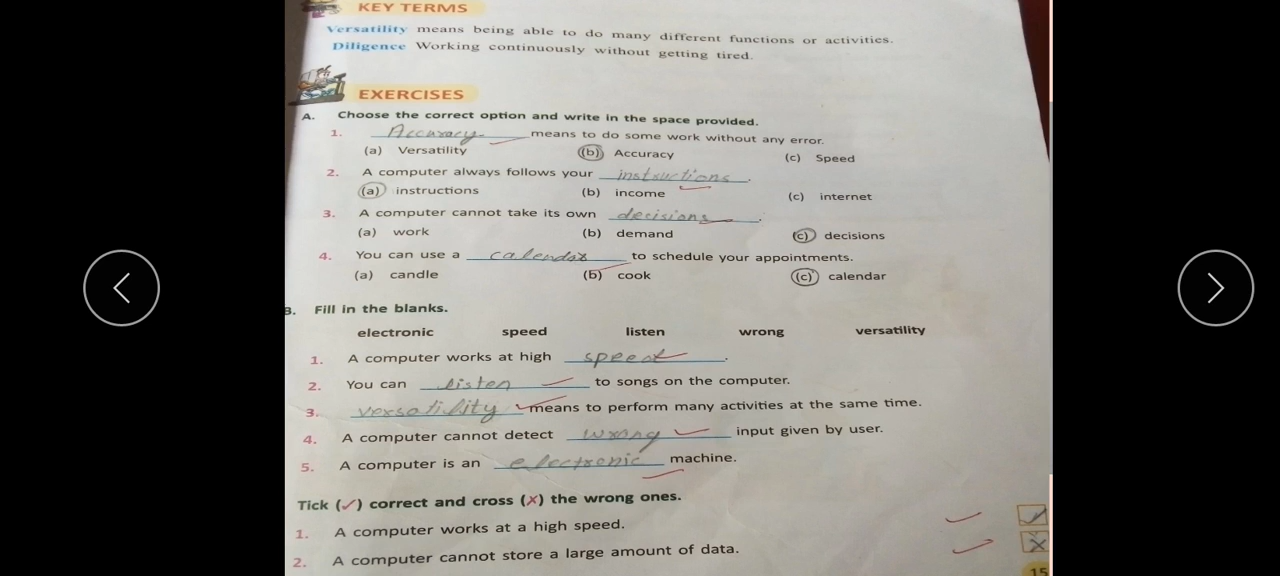 KEY TERMS
Versatility means being able to do many different functions or activities.
Diligence Working continuously without getting tired.
EXERCISES
A. Choose the correct option and write in the space provided.
1. Accuracy means to do some work without any error.
(a) Versatility (b) Accuracy (c) Speed
2. A computer always follows your instructions.
(a) instructions (b) income (c) internet
3. A computer cannot take its own decisions.
(a) work (b) demand (c) decisions
4. You can use a calendar to schedule your appointments.
(a) candle (b) cook (c) calendar
B. Fill in the blanks.
electronic speed listen wrong versatility
1. A computer works at high speed.
2. You can listen to songs on the computer.
3. versatility means to perform many activities at the same time.
4. A computer cannot detect wrong input given by user.
5. A computer is an electronic machine.
Tick (✓) correct and cross (✗) the wrong ones.
1. A computer works at a high speed. ✓
2. A computer cannot store a large amount of data. ✗
15